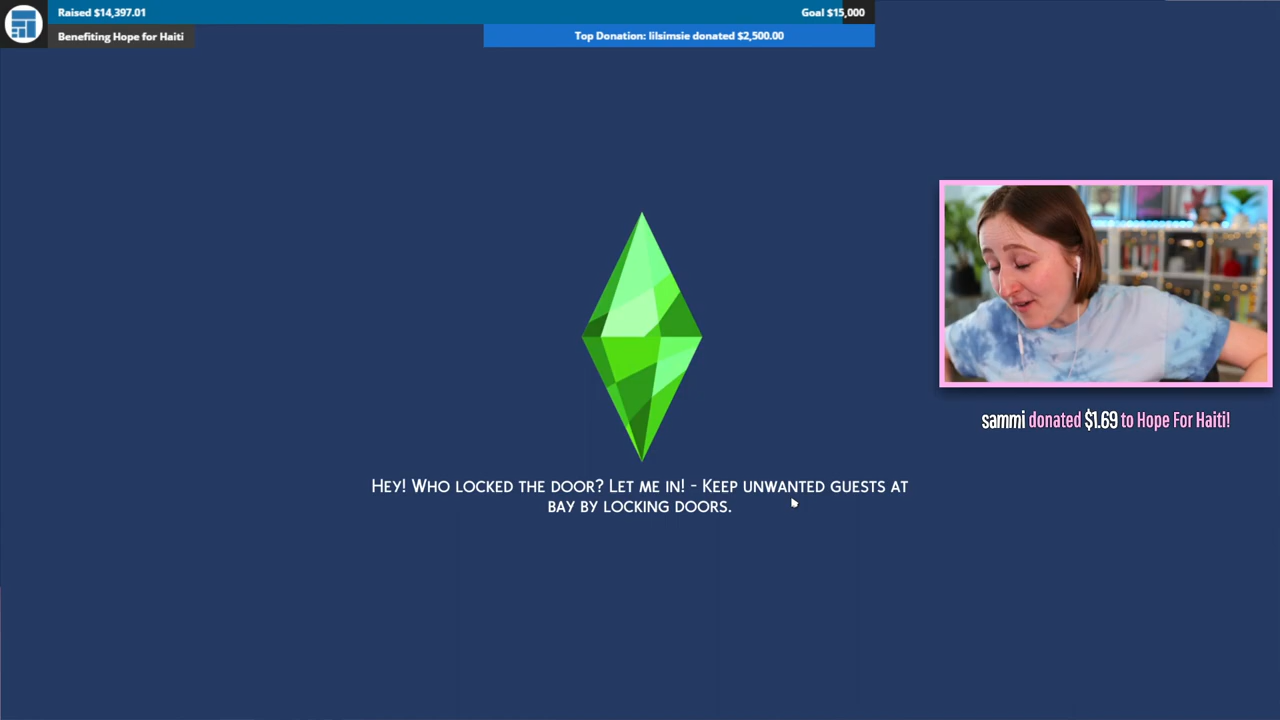 Raised $14,397.01
Goal $15,000
Benefiting Hope for Haiti
Top Donation: lilsimsie donated $2,500.00
sammi donated $1.69 to Hope For Haiti!
HEY! WHO LOCKED THE DOOR? LET ME IN! - KEEP UNWANTED GUESTS AT
BAY BY LOCKING DOORS.